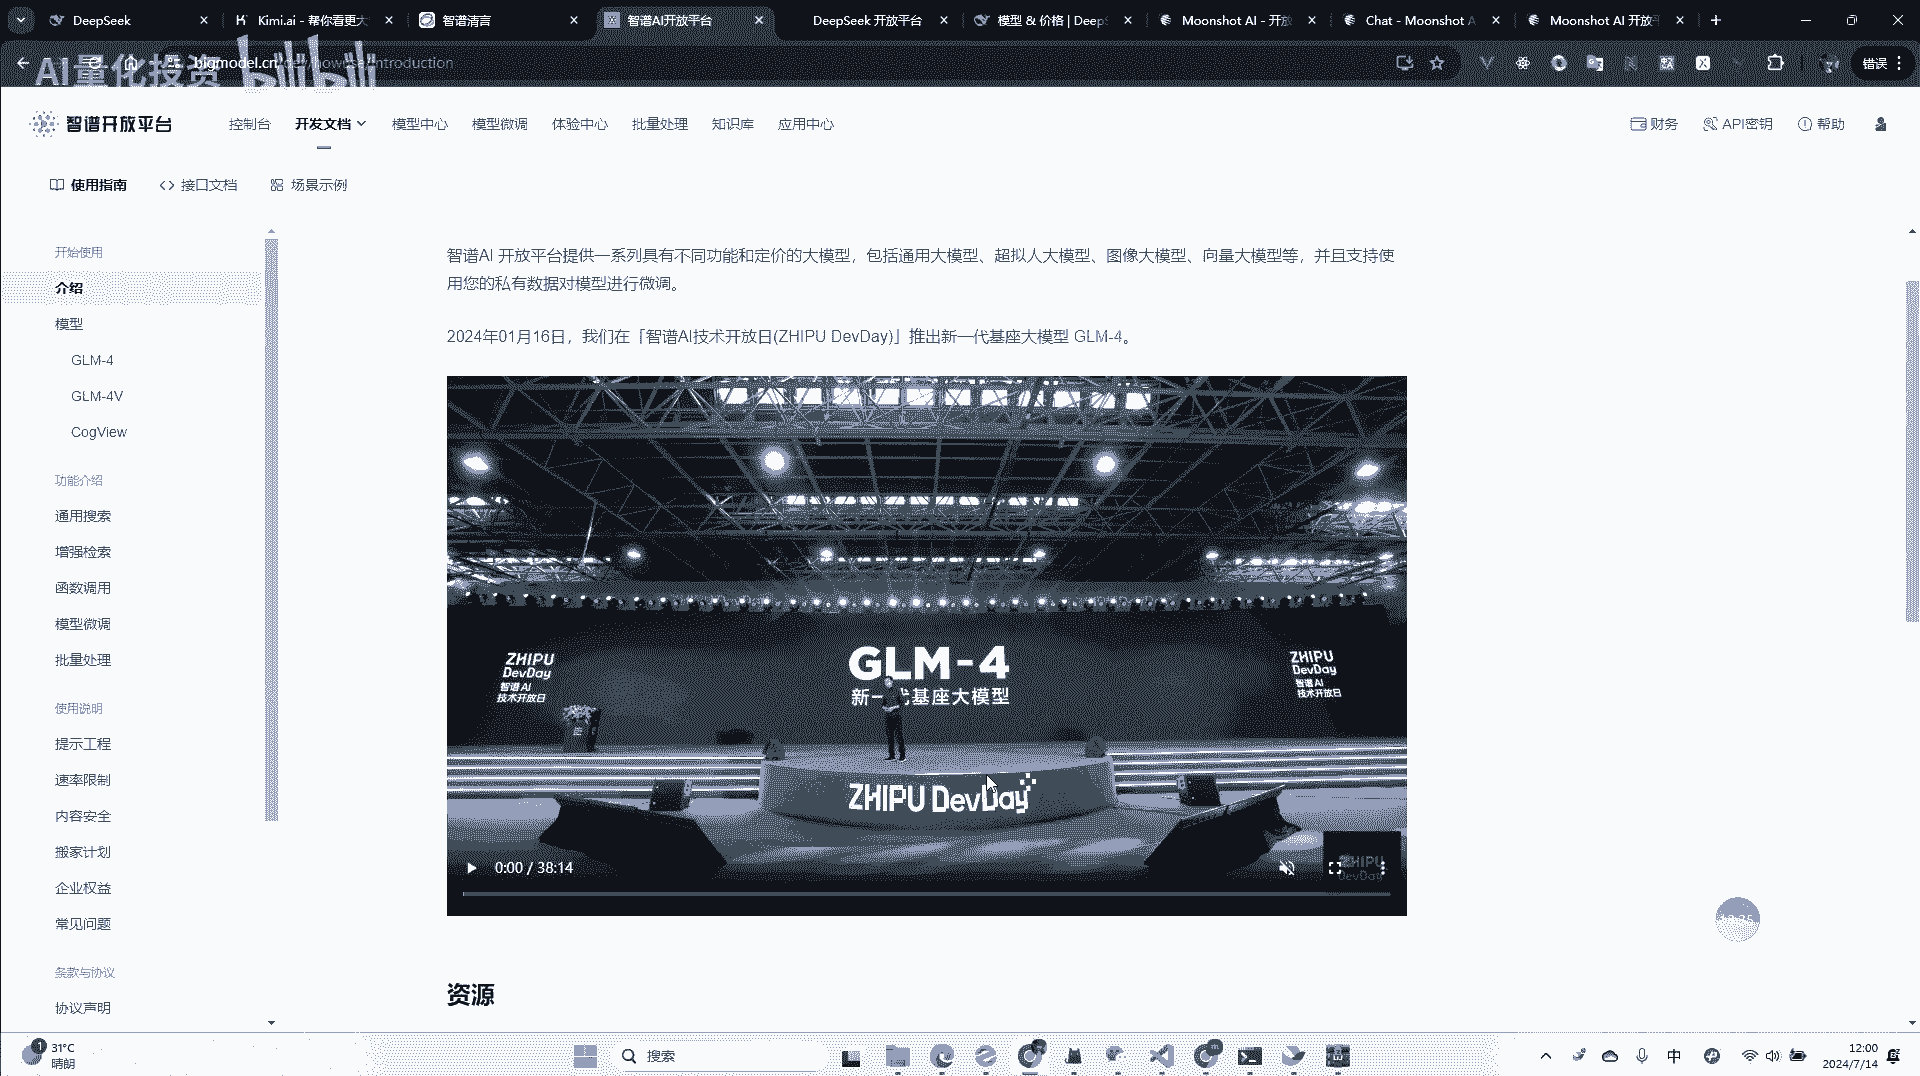 DeepSeek
Kimi.ai - 帮你看更大
智谱清言
智谱AI开放平台
DeepSeek 开放平台
模型 & 价格 | Deep
Moonshot AI - 开放
Chat - Moonshot A
Moonshot AI 开放平
AI量化投资 bilibili
bigmodel.cn/dev/howuse/introduction
错误
智谱开放平台
控制台
开发文档
模型中心
模型微调
体验中心
批量处理
知识库
应用中心
财务
API密钥
帮助
使用指南
接口文档
场景示例
开始使用
介绍
模型
GLM-4
GLM-4V
CogView
功能介绍
通用搜索
增强检索
函数调用
模型微调
批量处理
使用说明
提示工程
速率限制
内容安全
搬家计划
企业权益
常见问题
条款与协议
协议声明
智谱AI 开放平台提供一系列具有不同功能和定价的大模型，包括通用大模型、超拟人大模型、图像大模型、向量大模型等，并且支持使
用您的私有数据对模型进行微调。
2024年01月16日，我们在「智谱AI技术开放日(ZHIPU DevDay)」推出新一代基座大模型 GLM-4。
ZHIPU
DevDay
智谱AI
技术开放日
GLM-4
新一代基座大模型
ZHIPU
DevDay
智谱AI
技术开放日
ZHIPU DevDay
0:00 / 38:14
ZHIPU
DevDay
资源
1
31°C
晴朗
搜索
中
12:00
2024/7/14